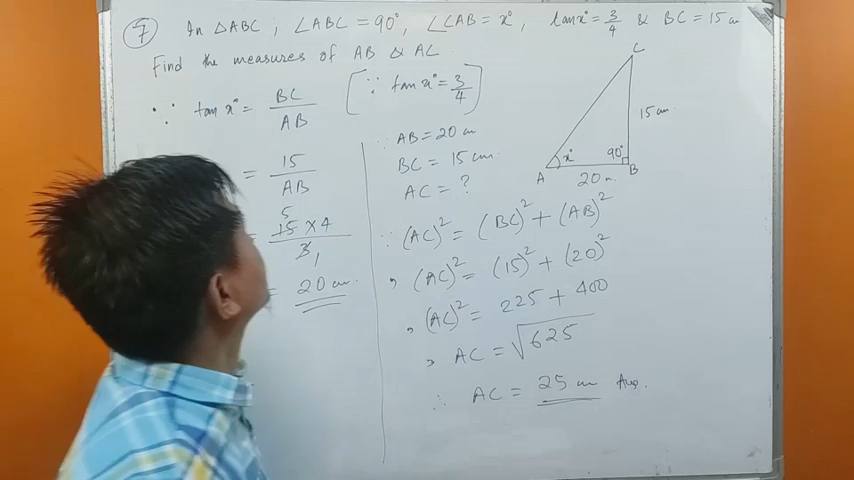 7 In △ABC ; ∠ABC = 90°, ∠CAB = x°, tan x° = 3/4 & BC = 15 cm
Find the measures of AB & AC.
∵ tan x° = BC/AB [∵ tan x° = 3/4]
= 15/AB
= 15 × 4 / 3
5
1
= 20 cm.
∵ AB = 20 cm
BC = 15 cm.
AC = ?
∵ (AC)² = (BC)² + (AB)²
, (AC)² = (15)² + (20)²
, (AC)² = 225 + 400
, AC = √625
∴ AC = 25 cm Ans.
C
15 cm.
x° 90°
A B
20 cm.